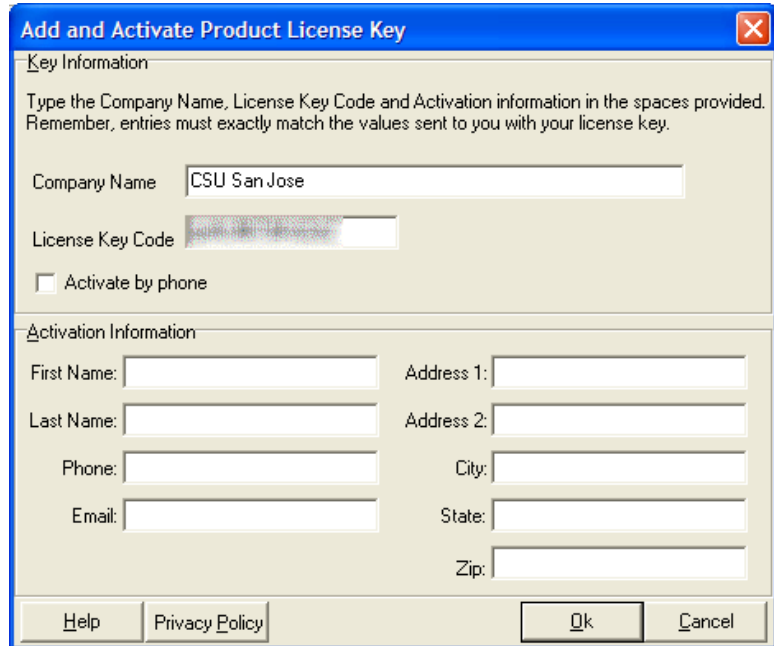 Add and Activate Product License Key
Key Information
Type the Company Name, License Key Code and Activation information in the spaces provided.
Remember, entries must exactly match the values sent to you with your license key.
Company Name CSU San Jose
License Key Code
Activate by phone
Activation Information
First Name: Address 1:
Last Name: Address 2:
Phone: City:
Email: State:
Zip:
Help Privacy Policy Ok Cancel